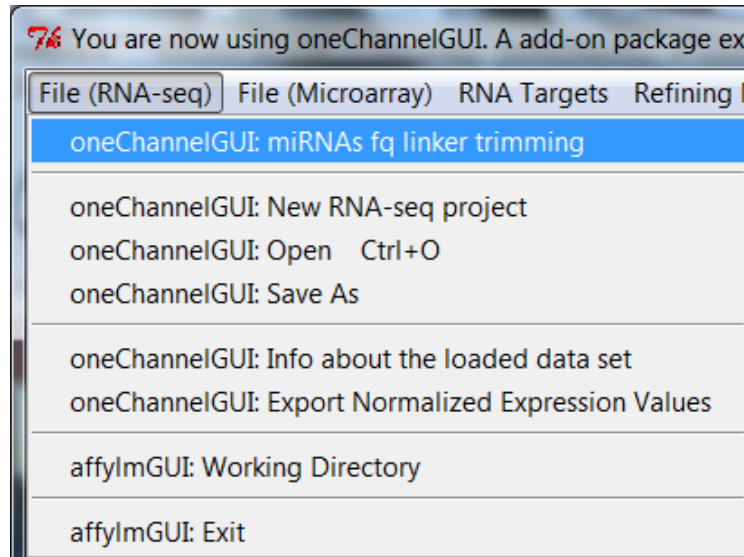 You are now using oneChannelGUI. A add-on package ex
File (RNA-seq) File (Microarray) RNA Targets Refining
oneChannelGUI: miRNAs fq linker trimming
oneChannelGUI: New RNA-seq project
oneChannelGUI: Open Ctrl+O
oneChannelGUI: Save As
oneChannelGUI: Info about the loaded data set
oneChannelGUI: Export Normalized Expression Values
affylmGUI: Working Directory
affylmGUI: Exit